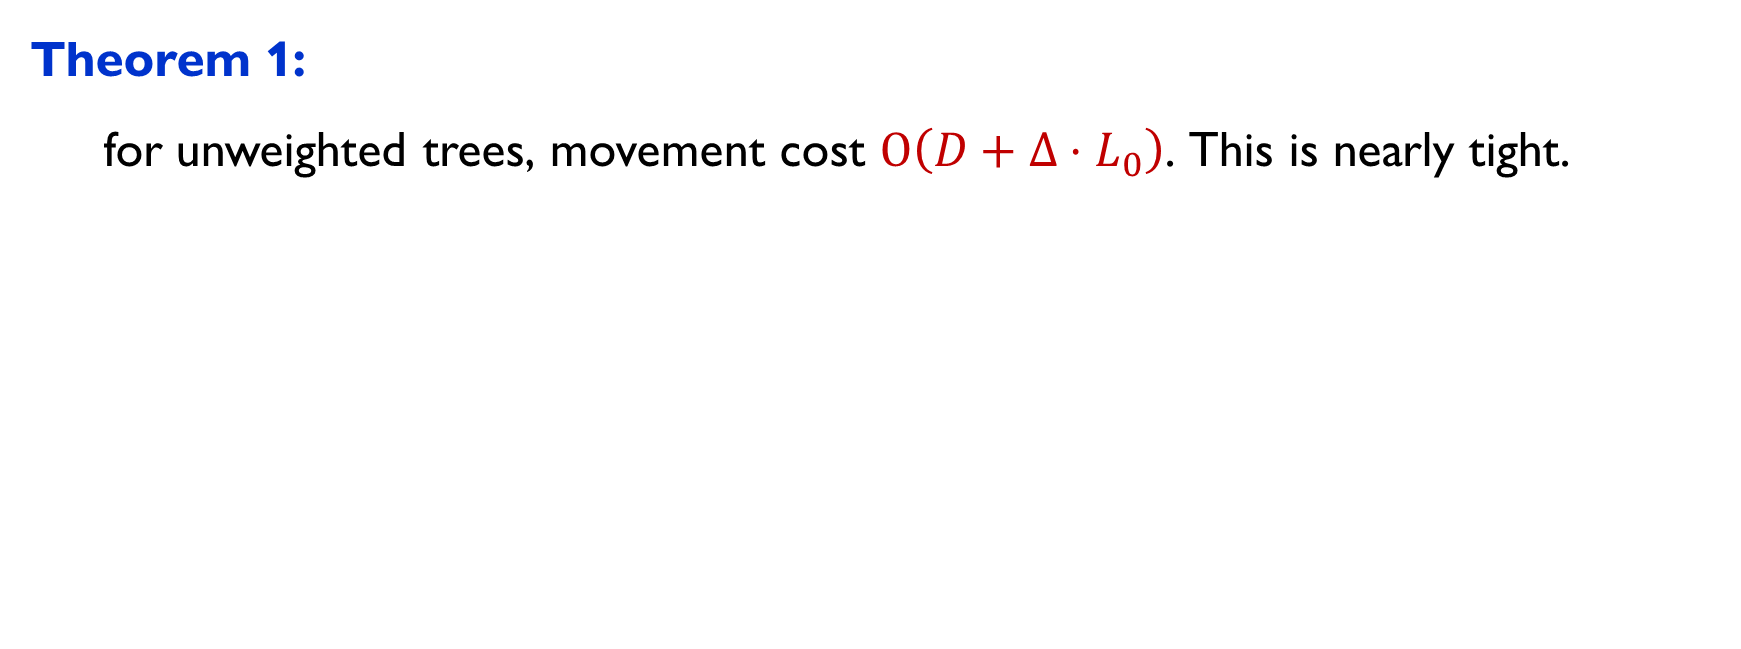 Theorem 1:
for unweighted trees, movement cost O(D + Δ · L₀). This is nearly tight.